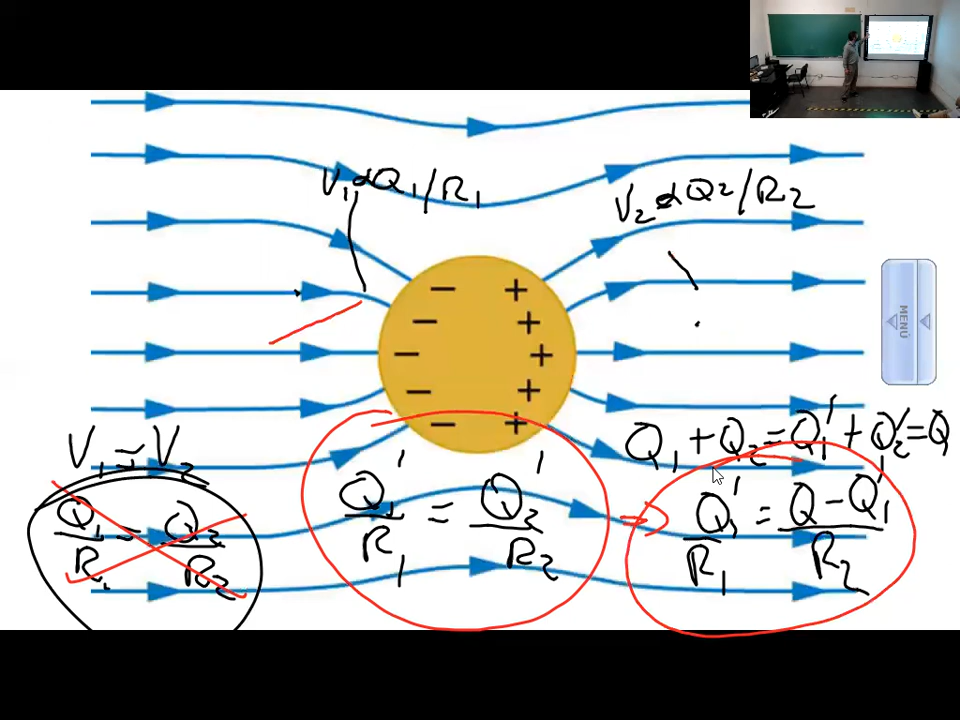 V₁ ∝ Q₁/R₁
V₂ ∝ Q₂/R₂
− +
− +
− +
− +
− +
MENÚ
Q₁ + Q₂ = Q₁' + Q₂' = Q
V₁ = V₂
Q₁/R₁ = Q₂/R₂
Q₁'/R₁ = Q₂'/R₂
⇒ Q₁'/R₁ = (Q − Q₁')/R₂